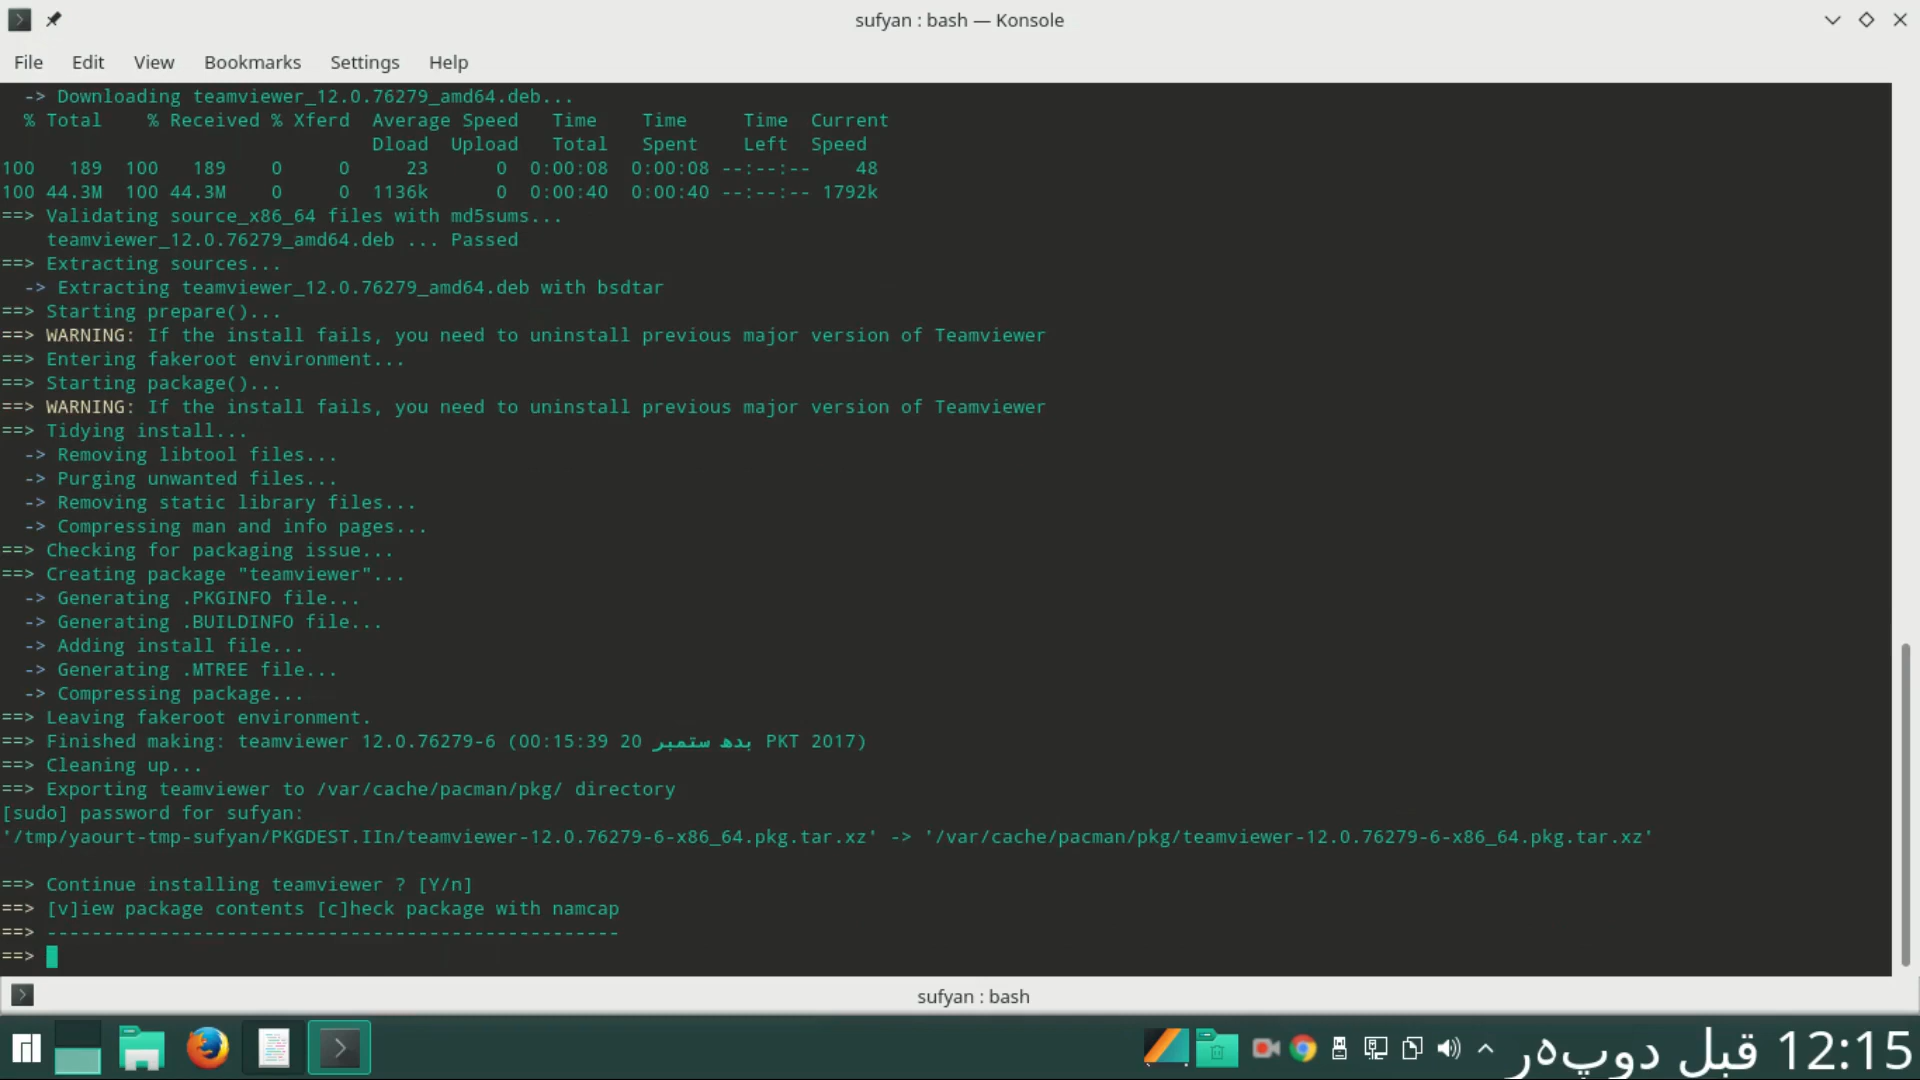 sufyan : bash — Konsole
File Edit View Bookmarks Settings Help
-> Downloading teamviewer_12.0.76279_amd64.deb...
% Total % Received % Xferd Average Speed Time Time Time Current
Dload Upload Total Spent Left Speed
100 189 100 189 0 0 23 0 0:00:08 0:00:08 --:--:-- 48
100 44.3M 100 44.3M 0 0 1136k 0 0:00:40 0:00:40 --:--:-- 1792k
==> Validating source_x86_64 files with md5sums...
teamviewer_12.0.76279_amd64.deb ... Passed
==> Extracting sources...
-> Extracting teamviewer_12.0.76279_amd64.deb with bsdtar
==> Starting prepare()...
==> WARNING: If the install fails, you need to uninstall previous major version of Teamviewer
==> Entering fakeroot environment...
==> Starting package()...
==> WARNING: If the install fails, you need to uninstall previous major version of Teamviewer
==> Tidying install...
-> Removing libtool files...
-> Purging unwanted files...
-> Removing static library files...
-> Compressing man and info pages...
==> Checking for packaging issue...
==> Creating package "teamviewer"...
-> Generating .PKGINFO file...
-> Generating .BUILDINFO file...
-> Adding install file...
-> Generating .MTREE file...
-> Compressing package...
==> Leaving fakeroot environment.
==> Finished making: teamviewer 12.0.76279-6 (00:15:39 20 بدھ ستمبر PKT 2017)
==> Cleaning up...
==> Exporting teamviewer to /var/cache/pacman/pkg/ directory
[sudo] password for sufyan:
'/tmp/yaourt-tmp-sufyan/PKGDEST.IIn/teamviewer-12.0.76279-6-x86_64.pkg.tar.xz' -> '/var/cache/pacman/pkg/teamviewer-12.0.76279-6-x86_64.pkg.tar.xz'
==> Continue installing teamviewer ? [Y/n]
==> [v]iew package contents [c]heck package with namcap
==> ---------------------------------------------------
==>
sufyan : bash
12:15 قبل دوپہر